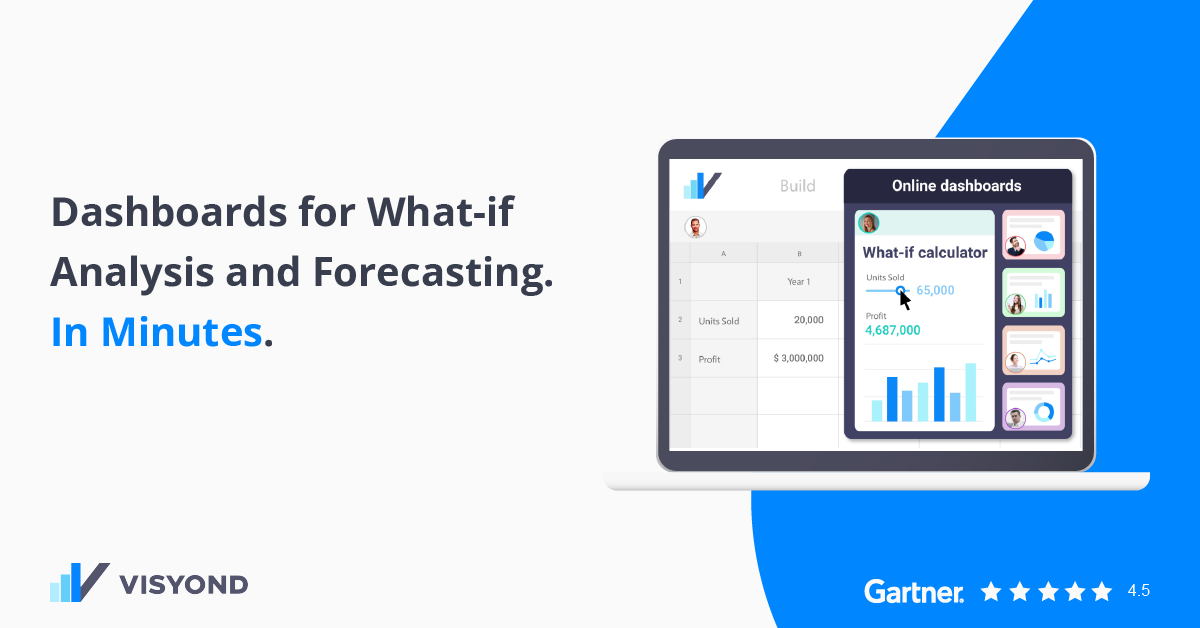 Dashboards for What-if
Analysis and Forecasting.
In Minutes.
Build
Online dashboards
A
B
What-if calculator
Units Sold
65,000
Profit
4,687,000
1
Year 1
2
Units Sold
20,000
3
Profit
$ 3,000,000
VISYOND
Gartner.
4.5